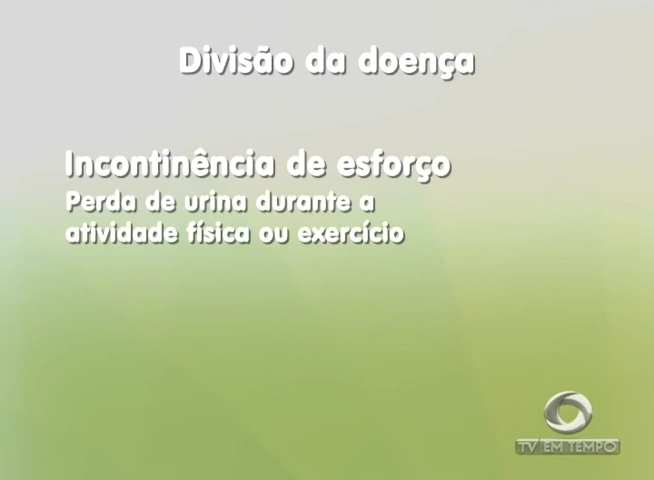 Divisão da doença
Incontinência de esforço
Perda de urina durante a
atividade física ou exercício
TV EM TEMPO